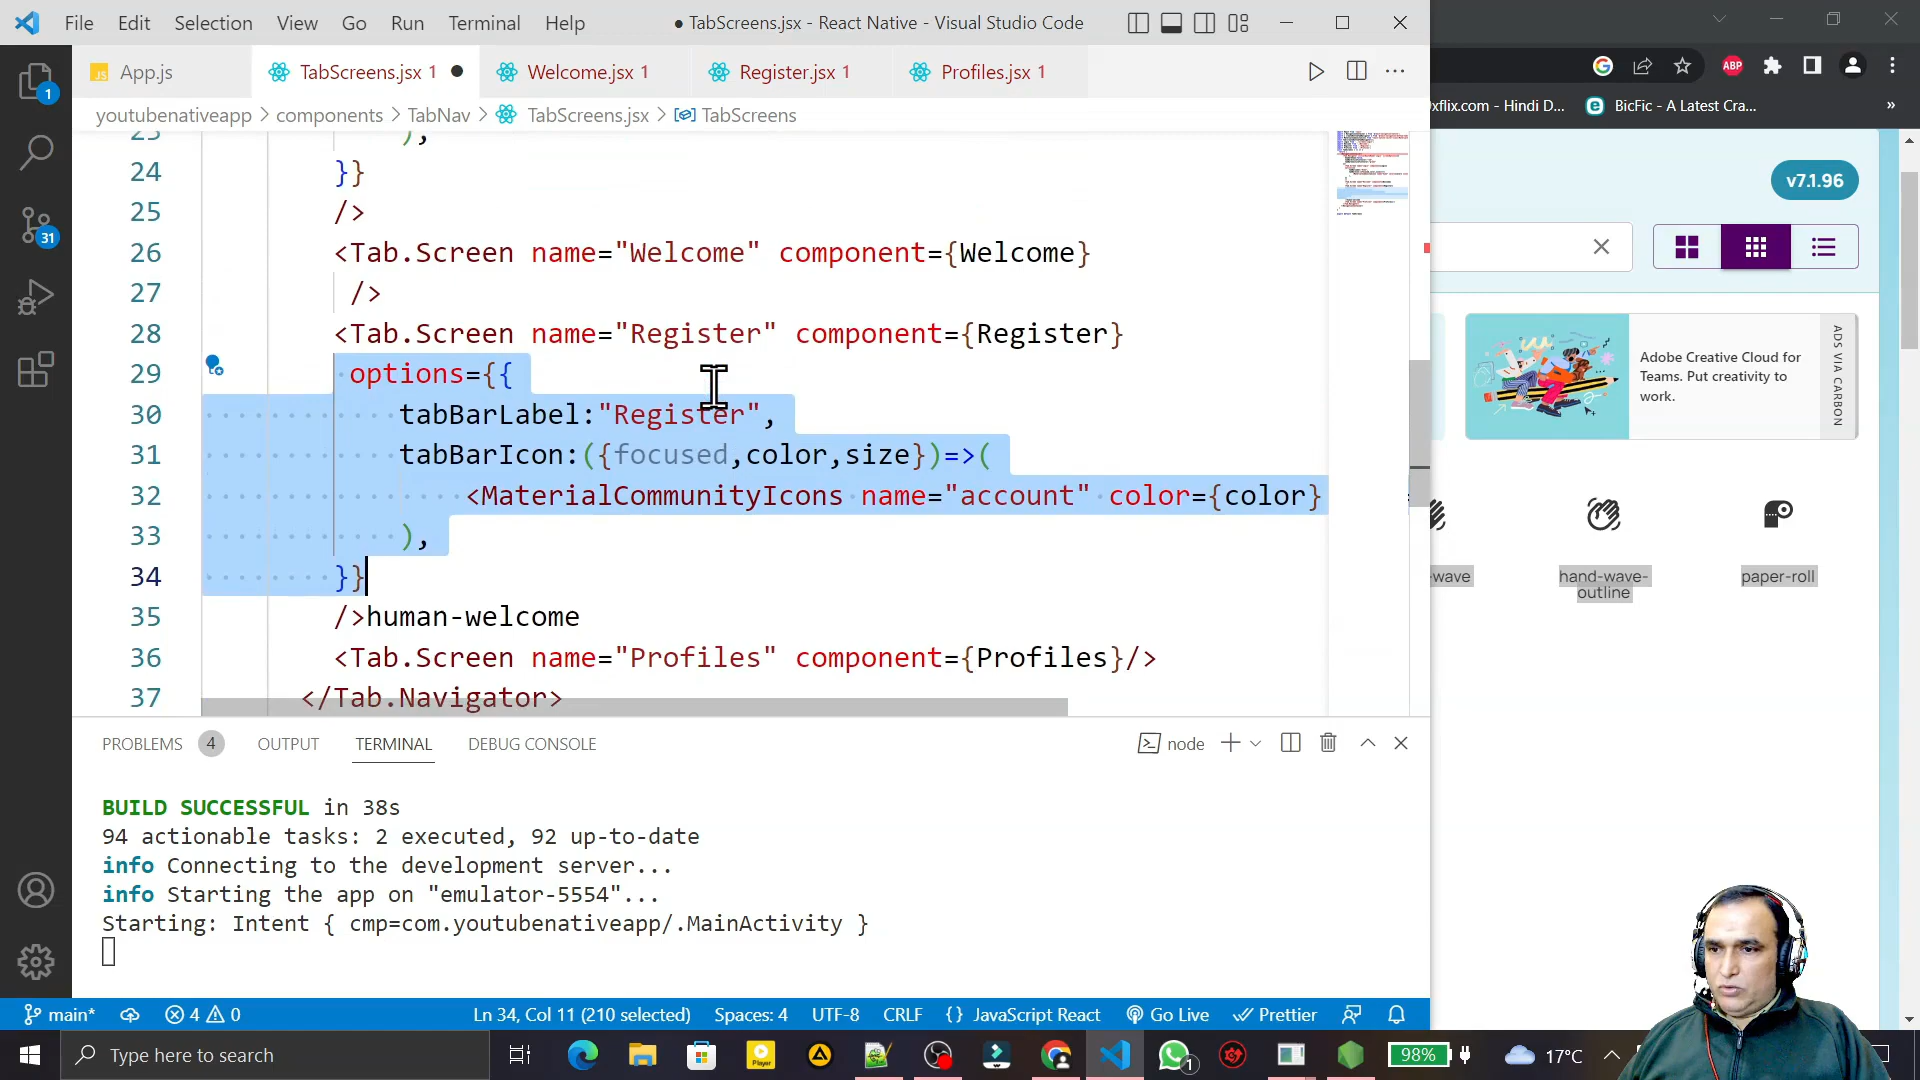 File Edit Selection View Go Run Terminal Help ● TabScreens.jsx - React Native - Visual Studio Code
App.js TabScreens.jsx 1 ● Welcome.jsx 1 Register.jsx 1 Profiles.jsx 1
youtubenativeapp > components > TabNav > TabScreens.jsx > TabScreens
23 ),
24 }}
25 />
26 <Tab.Screen name="Welcome" component={Welcome}
27 />
28 <Tab.Screen name="Register" component={Register}
29 options={{
30 tabBarLabel:"Register",
31 tabBarIcon:({focused,color,size})=>(
32 <MaterialCommunityIcons name="account" color={color}
33 ),
34 }}
35 />human-welcome
36 <Tab.Screen name="Profiles" component={Profiles}/>
37 </Tab.Navigator>
PROBLEMS 4 OUTPUT TERMINAL DEBUG CONSOLE node
BUILD SUCCESSFUL in 38s
94 actionable tasks: 2 executed, 92 up-to-date
info Connecting to the development server...
info Starting the app on "emulator-5554"...
Starting: Intent { cmp=com.youtubenativeapp/.MainActivity }
1
31
main* 4 0 Ln 34, Col 11 (210 selected) Spaces: 4 UTF-8 CRLF {} JavaScript React Go Live Prettier
ABP
xflix.com - Hindi D... BicFic - A Latest Cra... »
v7.1.96
Adobe Creative Cloud for
Teams. Put creativity to
work.
ADS VIA CARBON
-wave hand-wave-
outline
paper-roll
Type here to search Player 1 98% 17°C